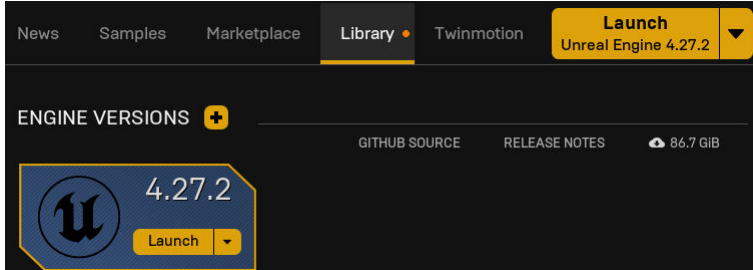 News Samples Marketplace Library Twinmotion Launch
Unreal Engine 4.27.2
ENGINE VERSIONS
GITHUB SOURCE RELEASE NOTES 86.7 GiB
4.27.2
Launch